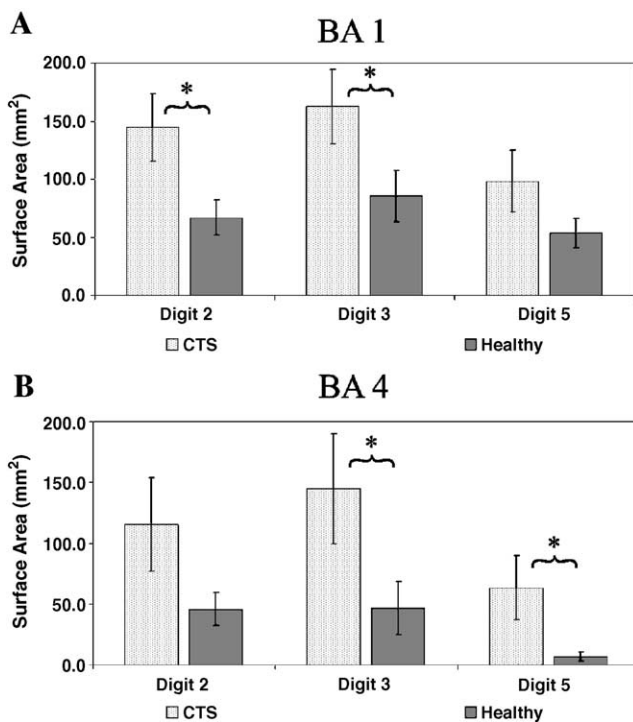 A
BA 1
Surface Area (mm²)
200.0
150.0
100.0
50.0
0.0
*
*
Digit 2 Digit 3 Digit 5
CTS Healthy
B
BA 4
Surface Area (mm²)
200.0
150.0
100.0
50.0
0.0
*
*
Digit 2 Digit 3 Digit 5
CTS Healthy